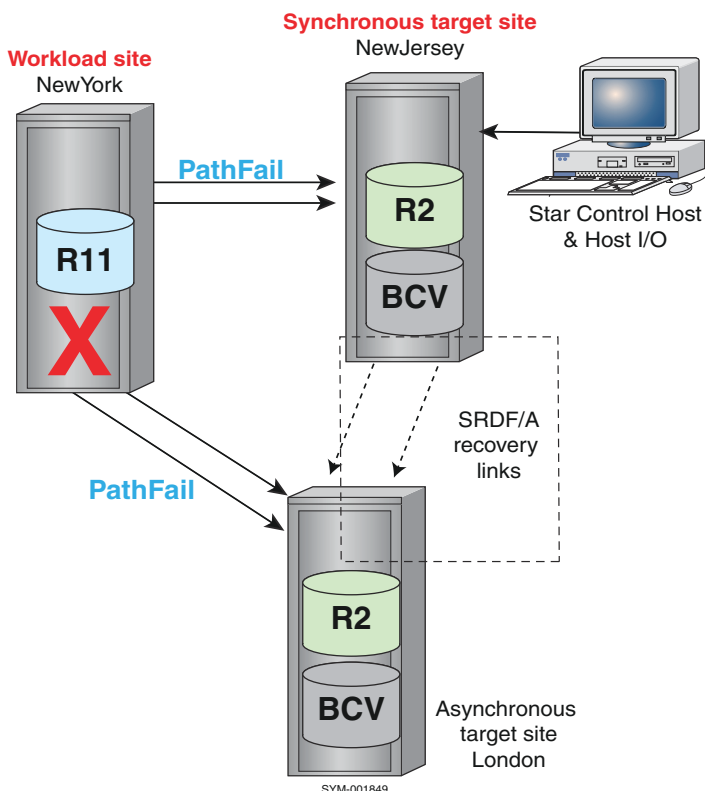 Synchronous target site
NewJersey
Workload site
NewYork
PathFail
R11
X
R2
BCV
Star Control Host
& Host I/O
SRDF/A
recovery
links
PathFail
R2
BCV
Asynchronous
target site
London
SYM-001849